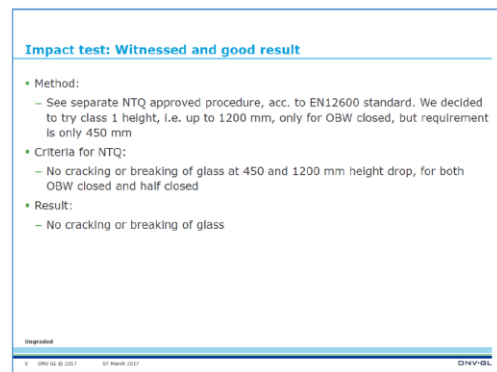 Impact test: Witnessed and good result
▪ Method:
– See separate NTQ approved procedure, acc. to EN12600 standard. We decided
to try class 1 height, i.e. up to 1200 mm, only for OBW closed, but requirement
is only 450 mm
▪ Criteria for NTQ:
– No cracking or breaking of glass at 450 and 1200 mm height drop, for both
OBW closed and half closed
▪ Result:
– No cracking or breaking of glass
Ungraded
DNV GL © 2017 07 March 2017 DNV·GL